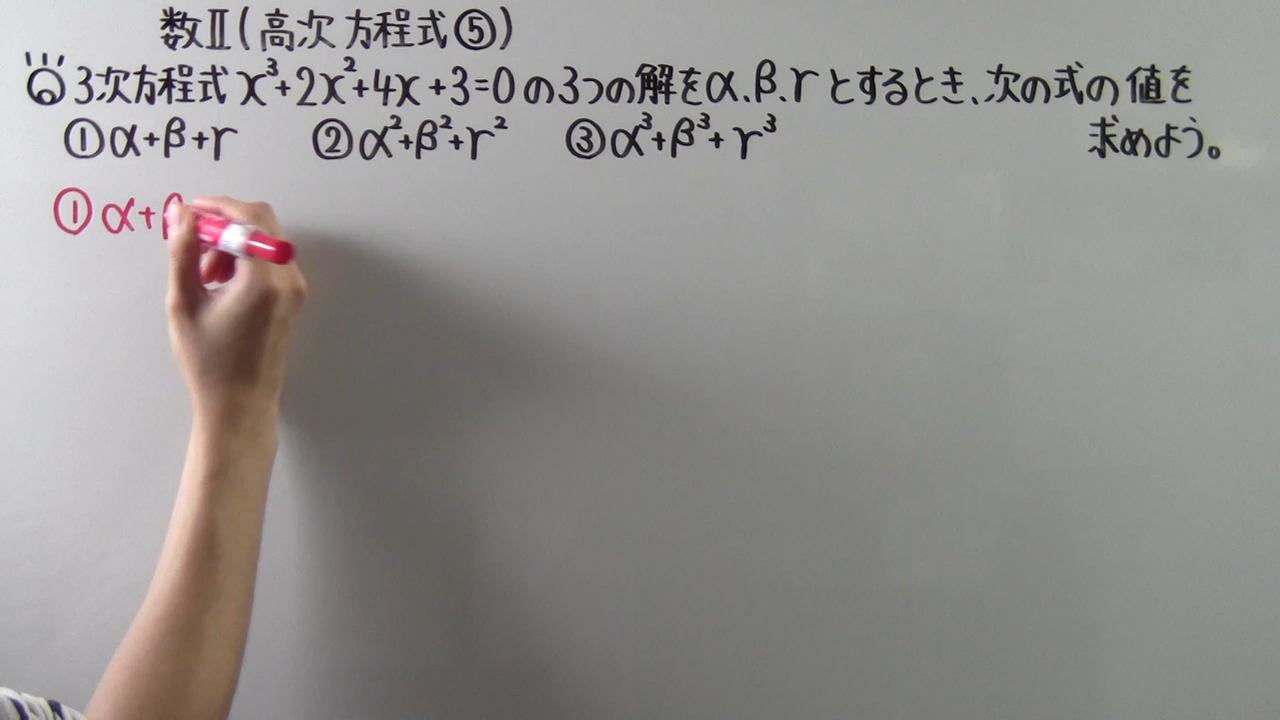 数Ⅱ(高次方程式⑤)
3次方程式x³+2x²+4x+3=0の3つの解をα、β、γとするとき、次の式の値を
求めよう。
①α+β+γ ②α²+β²+γ² ③α³+β³+γ³
①α+β